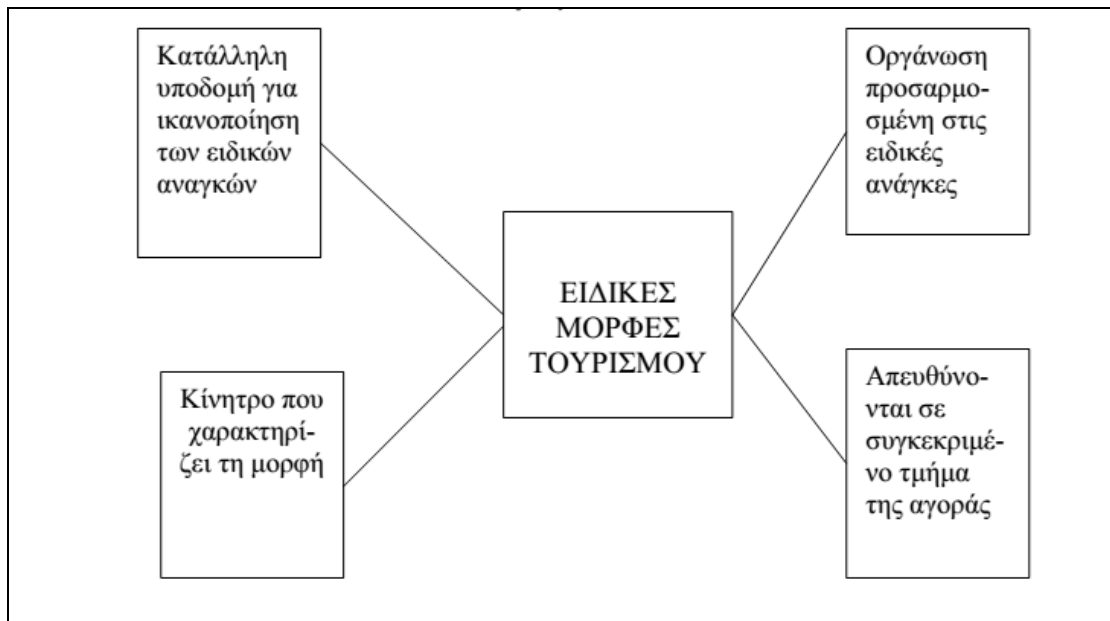 Κατάλληλη
υποδομή για
ικανοποίηση
των ειδικών
αναγκών
Οργάνωση
προσαρμο-
σμένη στις
ειδικές
ανάγκες
ΕΙΔΙΚΕΣ
ΜΟΡΦΕΣ
ΤΟΥΡΙΣΜΟΥ
Κίνητρο που
χαρακτηρί-
ζει τη μορφή
Απευθύνο-
νται σε
συγκεκριμέ-
νο τμήμα
της αγοράς